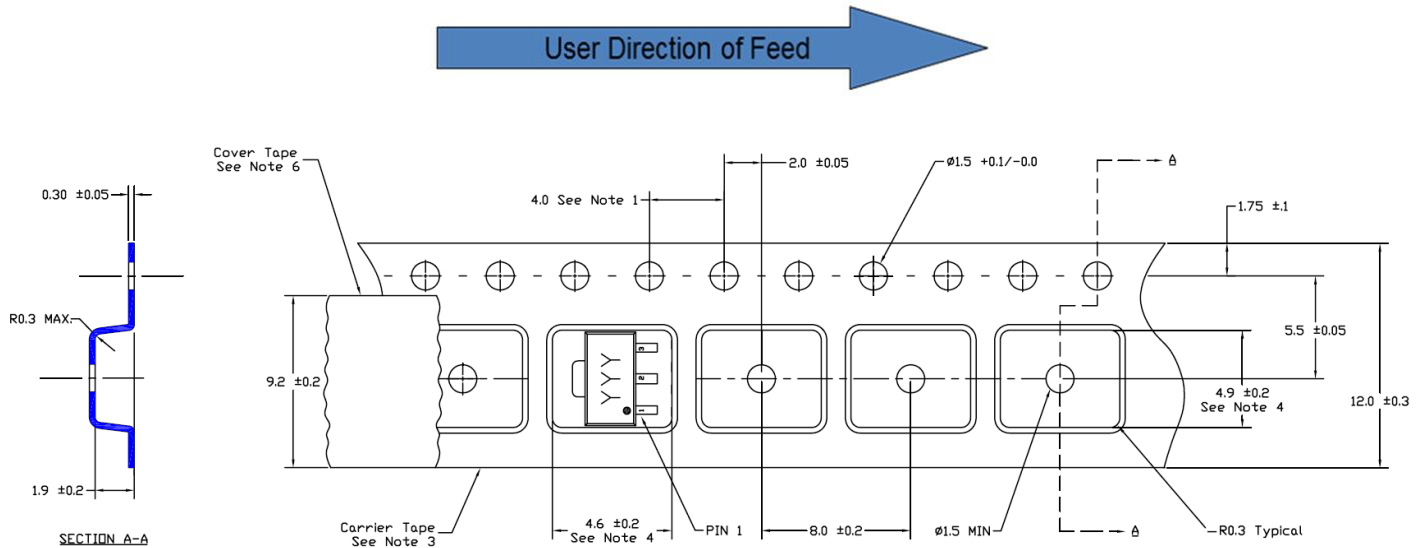 User Direction of Feed
Cover Tape
See Note 6
2.0 ±0.05
ø1.5 +0.1/-0.0
A
0.30 ±0.05
4.0 See Note 1
1.75 ±.1
R0.3 MAX.
5.5 ±0.05
9.2 ±0.2
YYY
3
2
1
4.9 ±0.2
See Note 4
12.0 ±0.3
1.9 ±0.2
Carrier Tape
See Note 3
4.6 ±0.2
See Note 4
PIN 1
8.0 ±0.2
ø1.5 MIN
A
R0.3 Typical
SECTION A-A